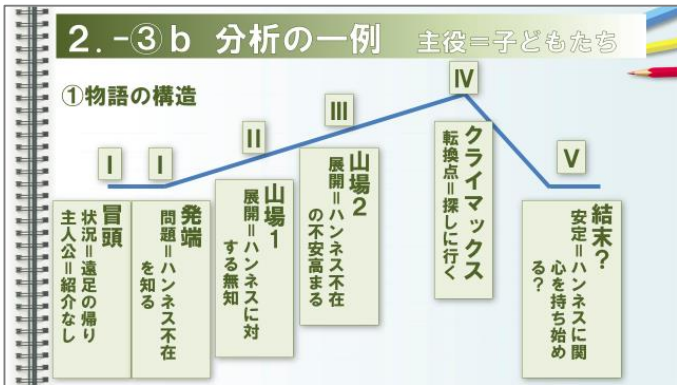 2.-③b 分析の一例 主役=子どもたち
①物語の構造
I
冒頭
状況=遠足の帰り
主人公=紹介なし
I
発端
問題=ハンネス不在
を知る
II
山場1
展開=ハンネスに対
する無知
III
山場2
展開=ハンネス不在
の不安高まる
IV
クライマックス
転換点=探しに行く
V
結末?
安定=ハンネスに関
心を持ち始め
る?